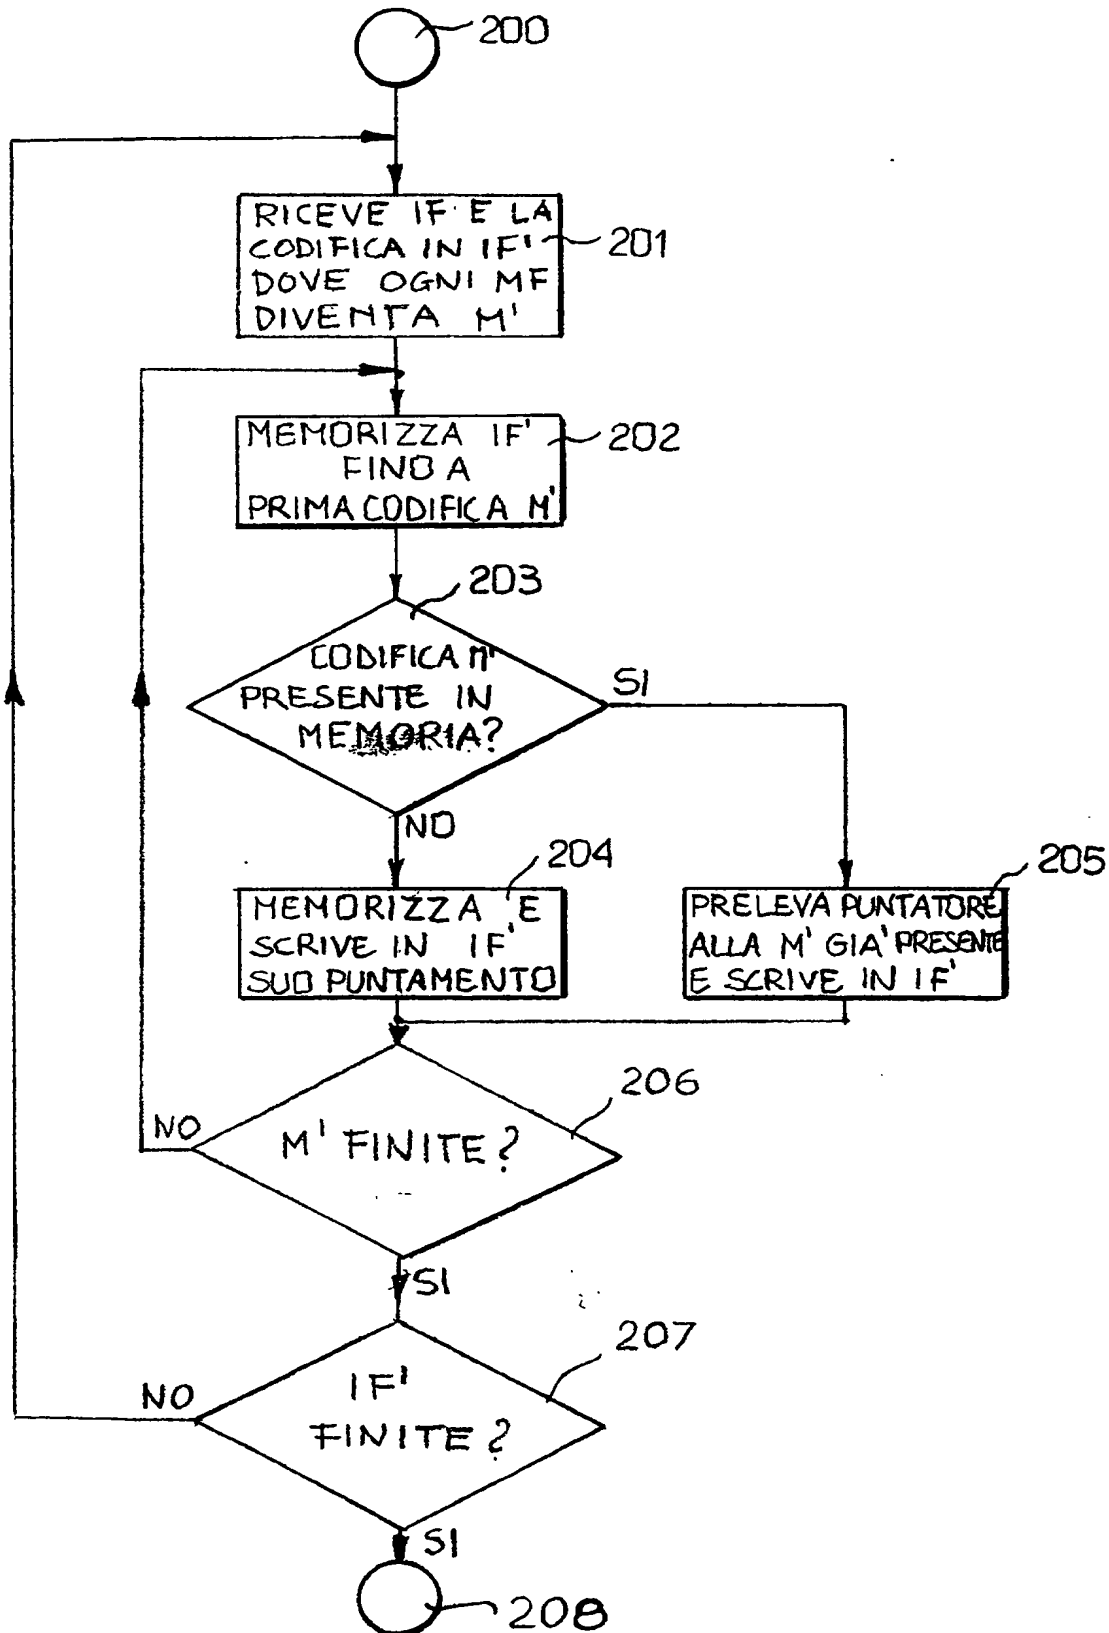 200
RICEVE IF E LA
CODIFICA IN IF'
DOVE OGNI MF
DIVENTA M'
201
MEMORIZZA IF'
FINO A
PRIMA CODIFICA M'
202
203
CODIFICA M'
PRESENTE IN
MEMORIA?
SI
NO
204
MEMORIZZA E
SCRIVE IN IF'
SUO PUNTAMENTO
205
PRELEVA PUNTATORE
ALLA M' GIA' PRESENTE
E SCRIVE IN IF'
206
M' FINITE?
NO
SI
207
IF'
FINITE?
NO
SI
208